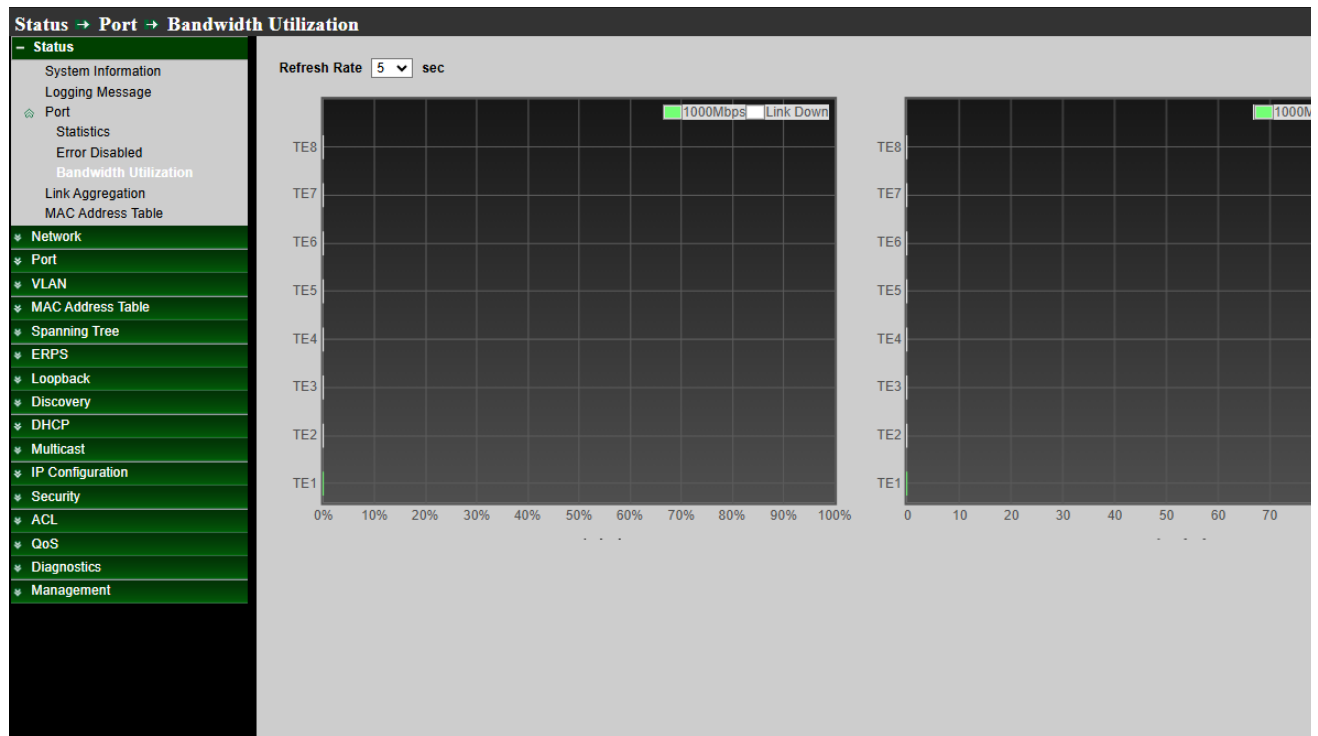 Status → Port → Bandwidth Utilization
– Status
System Information
Logging Message
Port
Statistics
Error Disabled
Bandwidth Utilization
Link Aggregation
MAC Address Table
Network
Port
VLAN
MAC Address Table
Spanning Tree
ERPS
Loopback
Discovery
DHCP
Multicast
IP Configuration
Security
ACL
QoS
Diagnostics
Management
Refresh Rate 5 sec
1000Mbps Link Down
TE8
TE7
TE6
TE5
TE4
TE3
TE2
TE1
0% 10% 20% 30% 40% 50% 60% 70% 80% 90% 100%
1000M
TE8
TE7
TE6
TE5
TE4
TE3
TE2
TE1
0 10 20 30 40 50 60 70